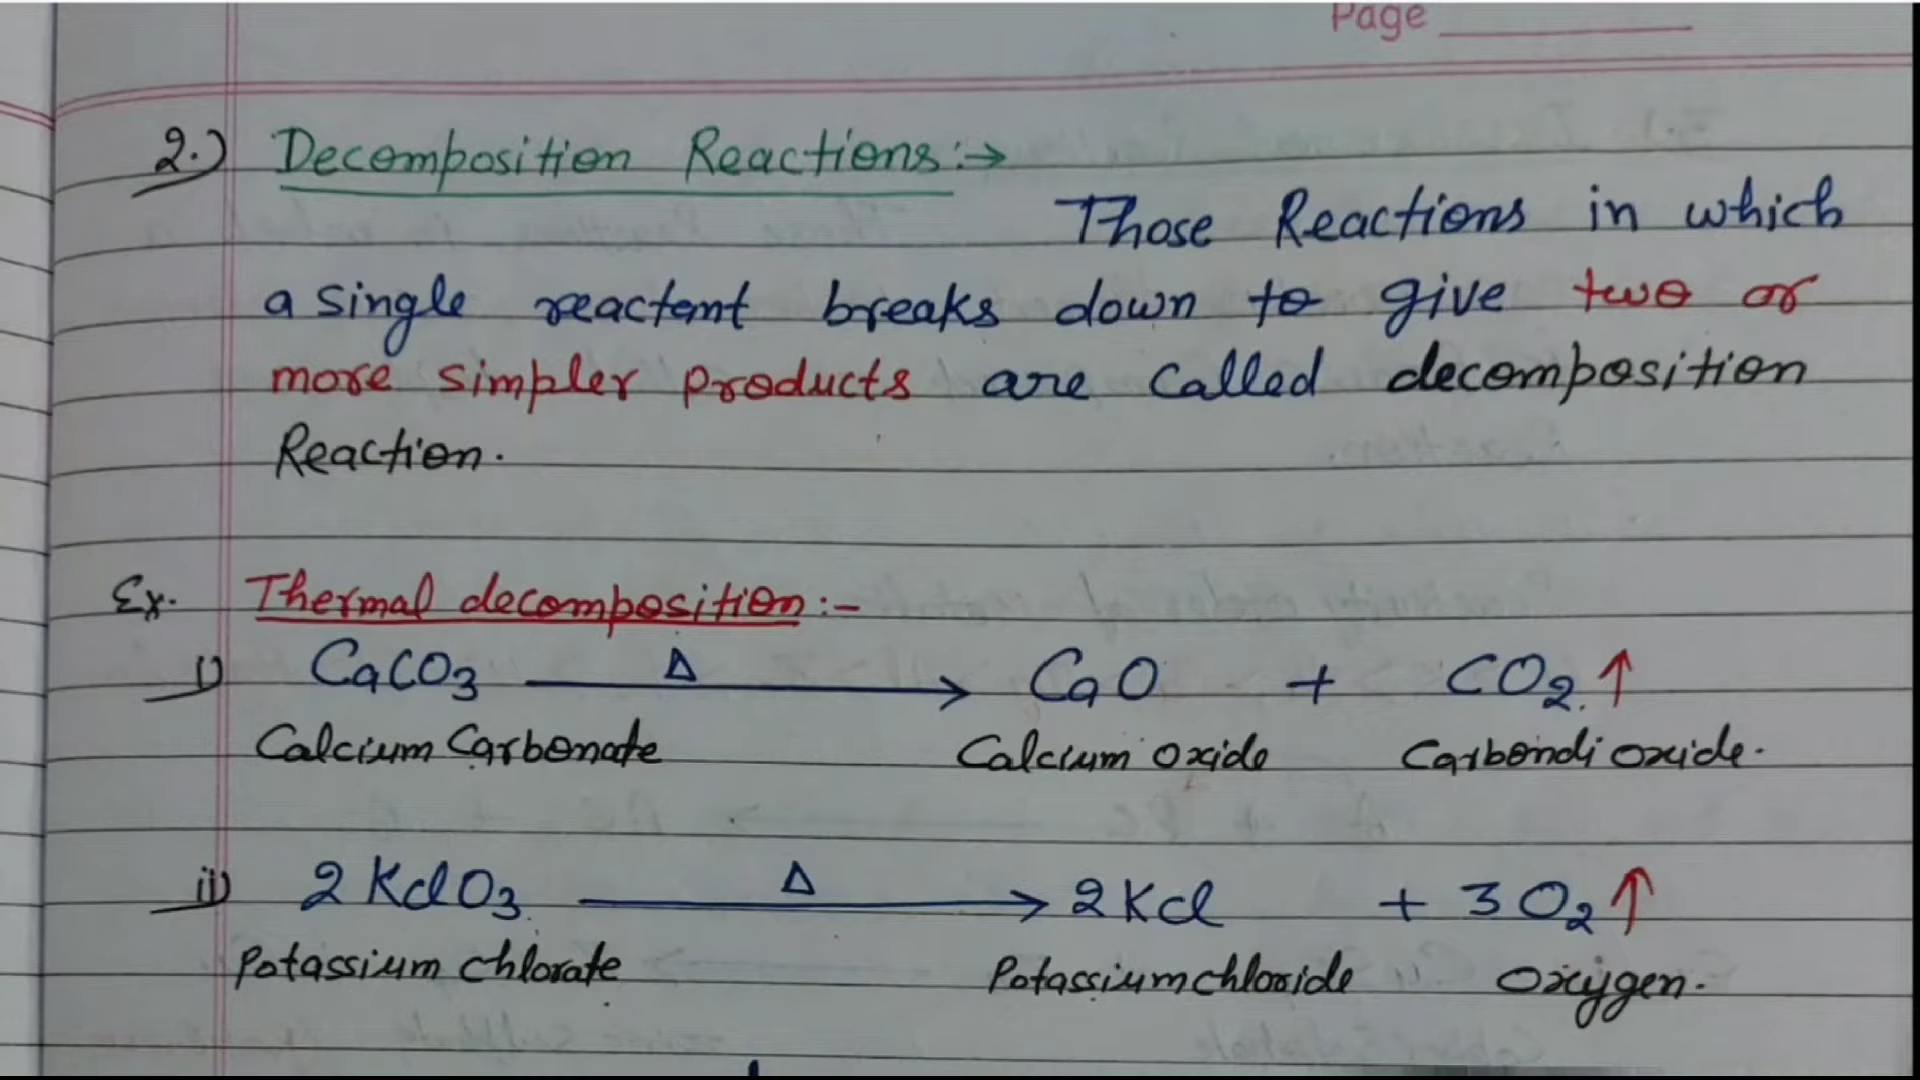 Page
2.) Decomposition Reactions:→
Those Reactions in which
a single reactant breaks down to give two or
more simpler products are called decomposition
Reaction.
Ex. Thermal decomposition:-
i) CaCO3 Δ→ CaO + CO2.↑
Calcium Carbonate Calcium oxide Carbondioxide.
ii) 2KClO3 Δ→ 2KCl + 3O2↑
Potassium chlorate Potassium chloride Oxygen.